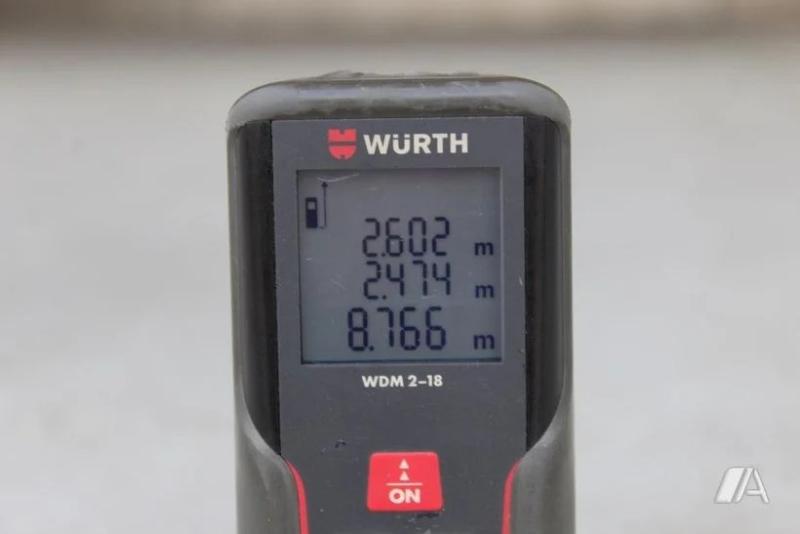 WÜRTH
2.602 m
2.474 m
8.766 m
WDM 2-18
ON